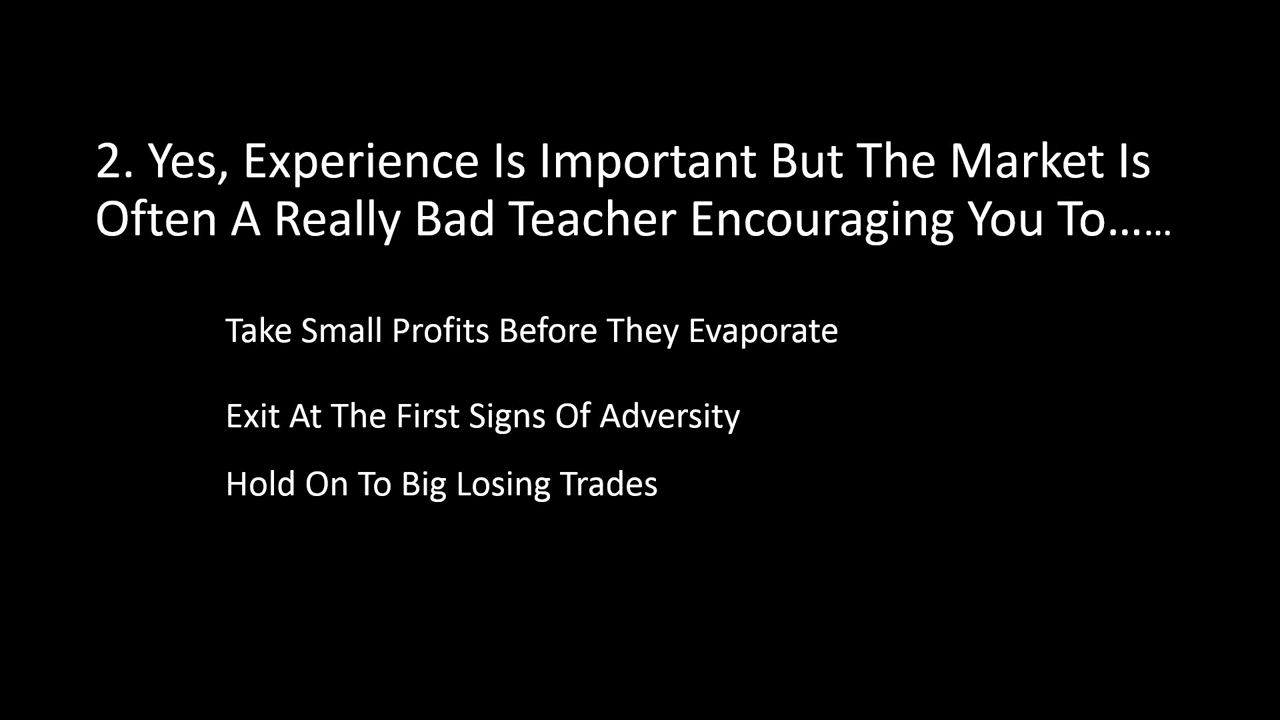 2. Yes, Experience Is Important But The Market Is
Often A Really Bad Teacher Encouraging You To……
Take Small Profits Before They Evaporate
Exit At The First Signs Of Adversity
Hold On To Big Losing Trades